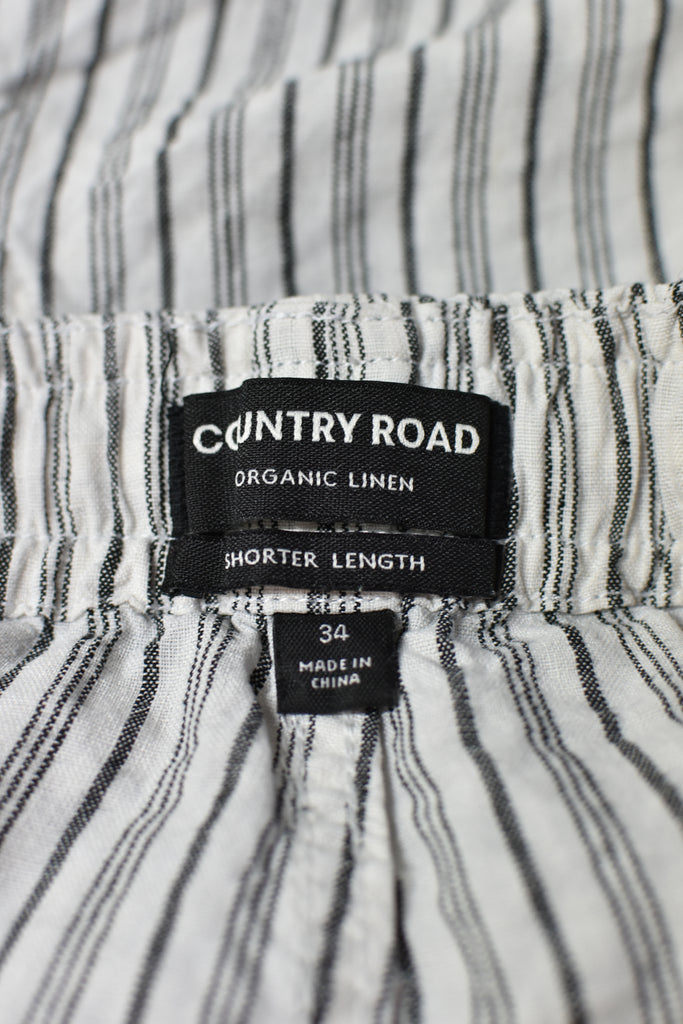 COUNTRY ROAD
ORGANIC LINEN
SHORTER LENGTH
34
MADE IN
CHINA